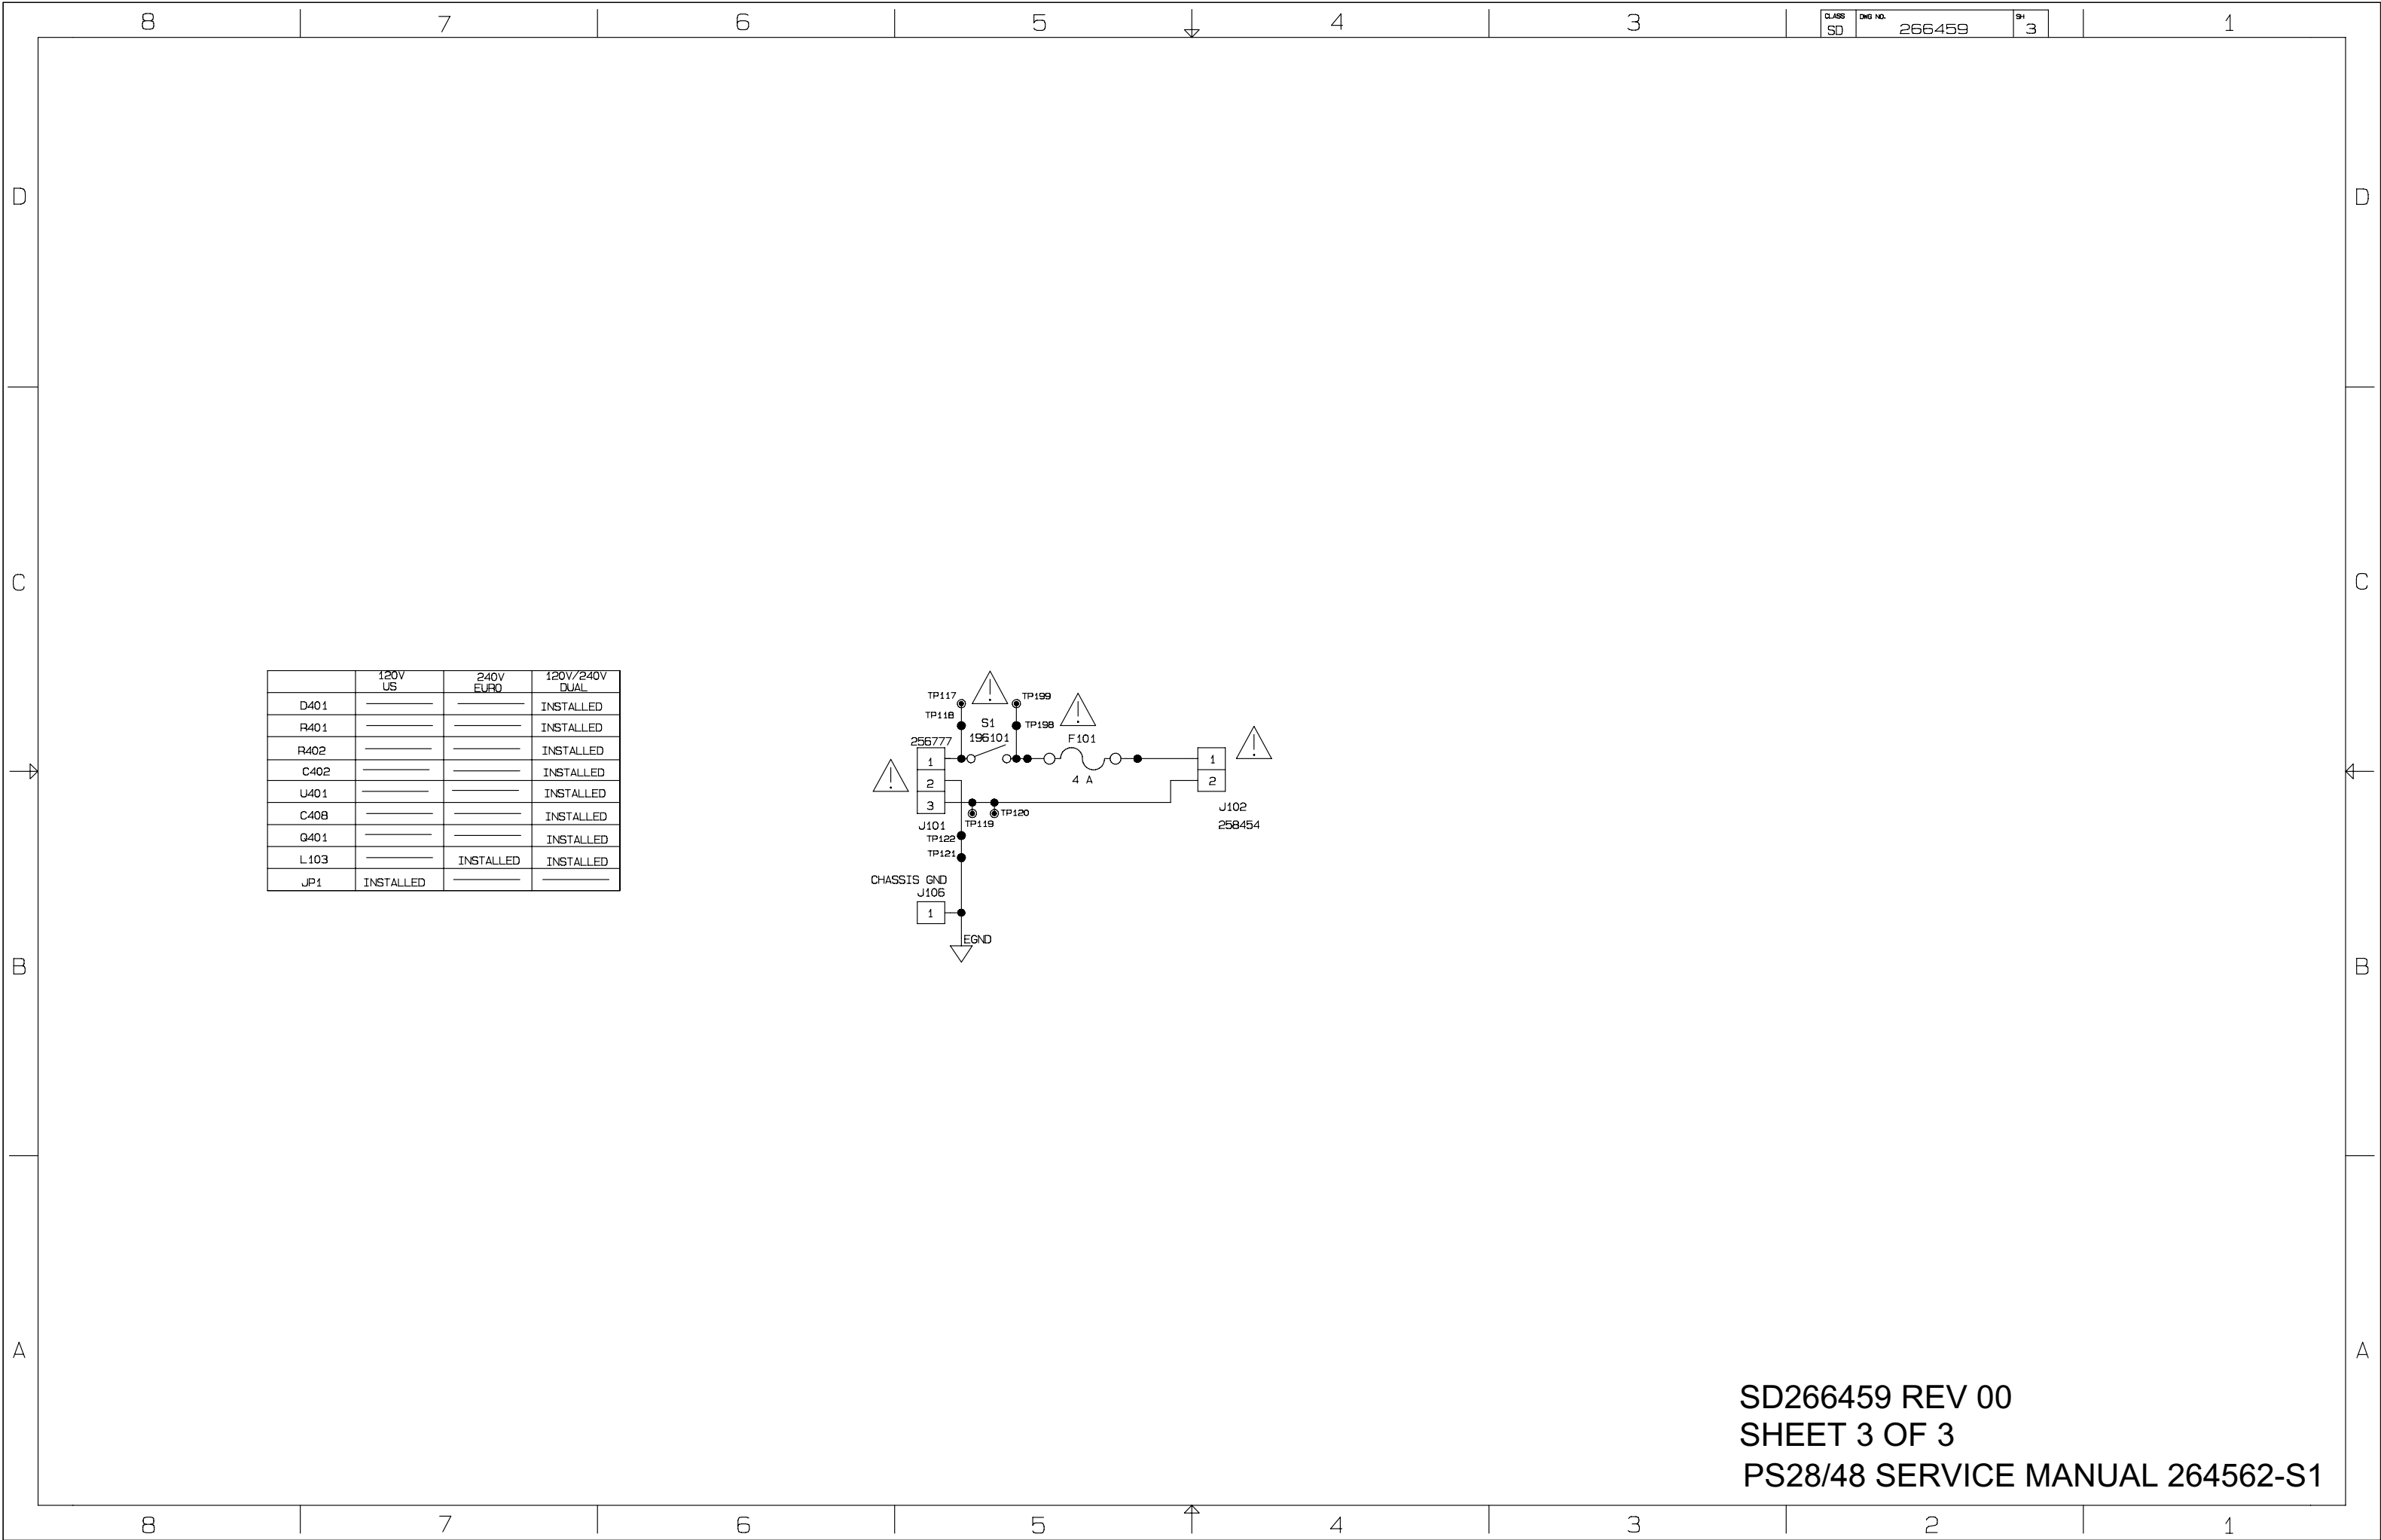 8 7 6 5 4 3 1
CLASS DWG NO. SH
SD 266459 3
D D
C C
120V 240V 120V/240V
US EURO DUAL
D401 INSTALLED
R401 INSTALLED
R402 INSTALLED
C402 INSTALLED
U401 INSTALLED
C408 INSTALLED
Q401 INSTALLED
L103 INSTALLED INSTALLED
JP1 INSTALLED
TP117 TP199
TP118 S1 TP198
256777 196101 F101
1 1
4 A
2 2
3
J102
J101 TP119 TP120
258454
TP122
TP121
CHASSIS GND
J106
1
EGND
B B
A A
SD266459 REV 00
SHEET 3 OF 3
PS28/48 SERVICE MANUAL 264562-S1
8 7 6 5 4 3 2 1